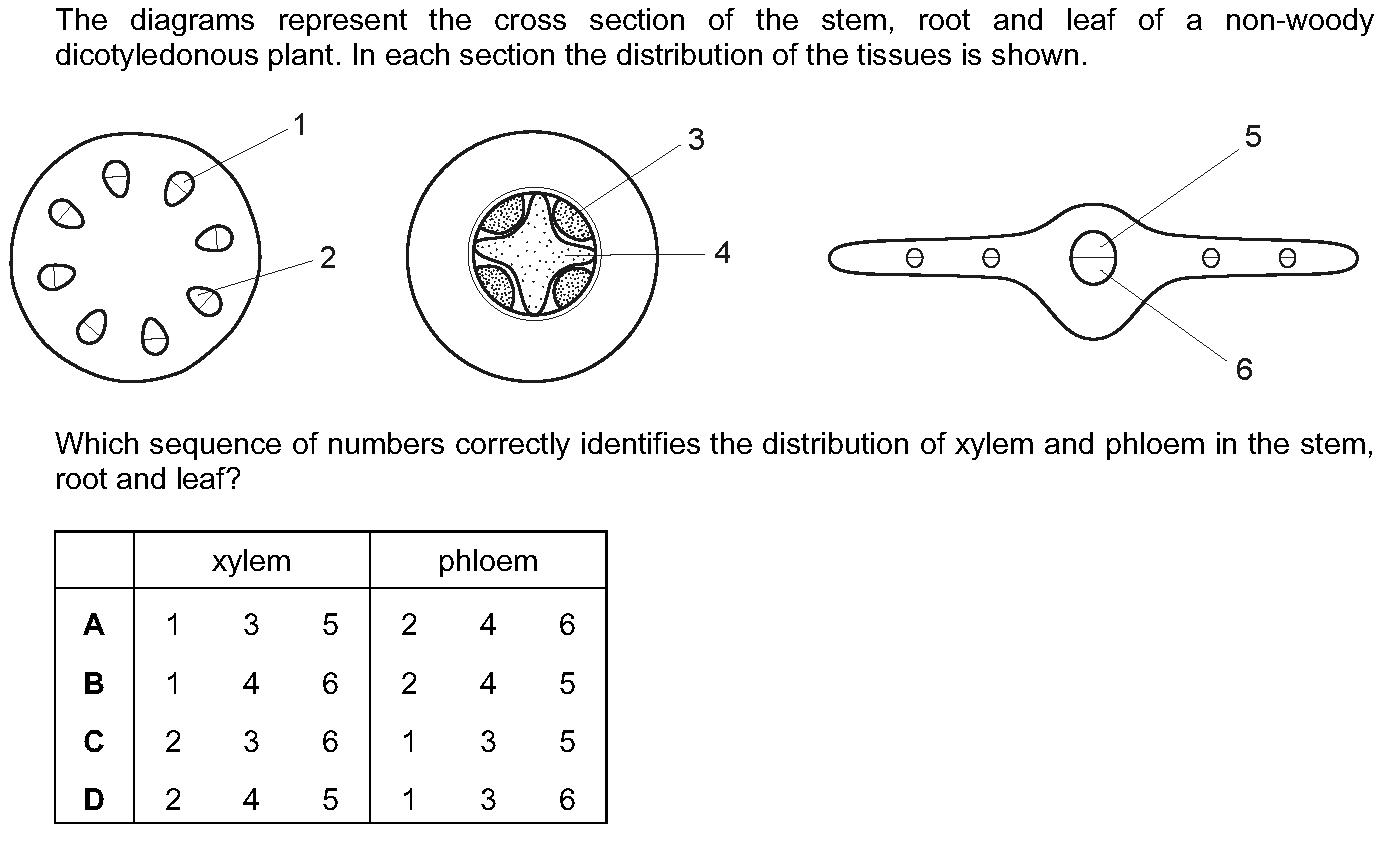 The diagrams represent the cross section of the stem, root and leaf of a non-woody
dicotyledonous plant. In each section the distribution of the tissues is shown.
1
2
3
4
5
6
Which sequence of numbers correctly identifies the distribution of xylem and phloem in the stem,
root and leaf?
xylem phloem
A 1 3 5 2 4 6
B 1 4 6 2 4 5
C 2 3 6 1 3 5
D 2 4 5 1 3 6